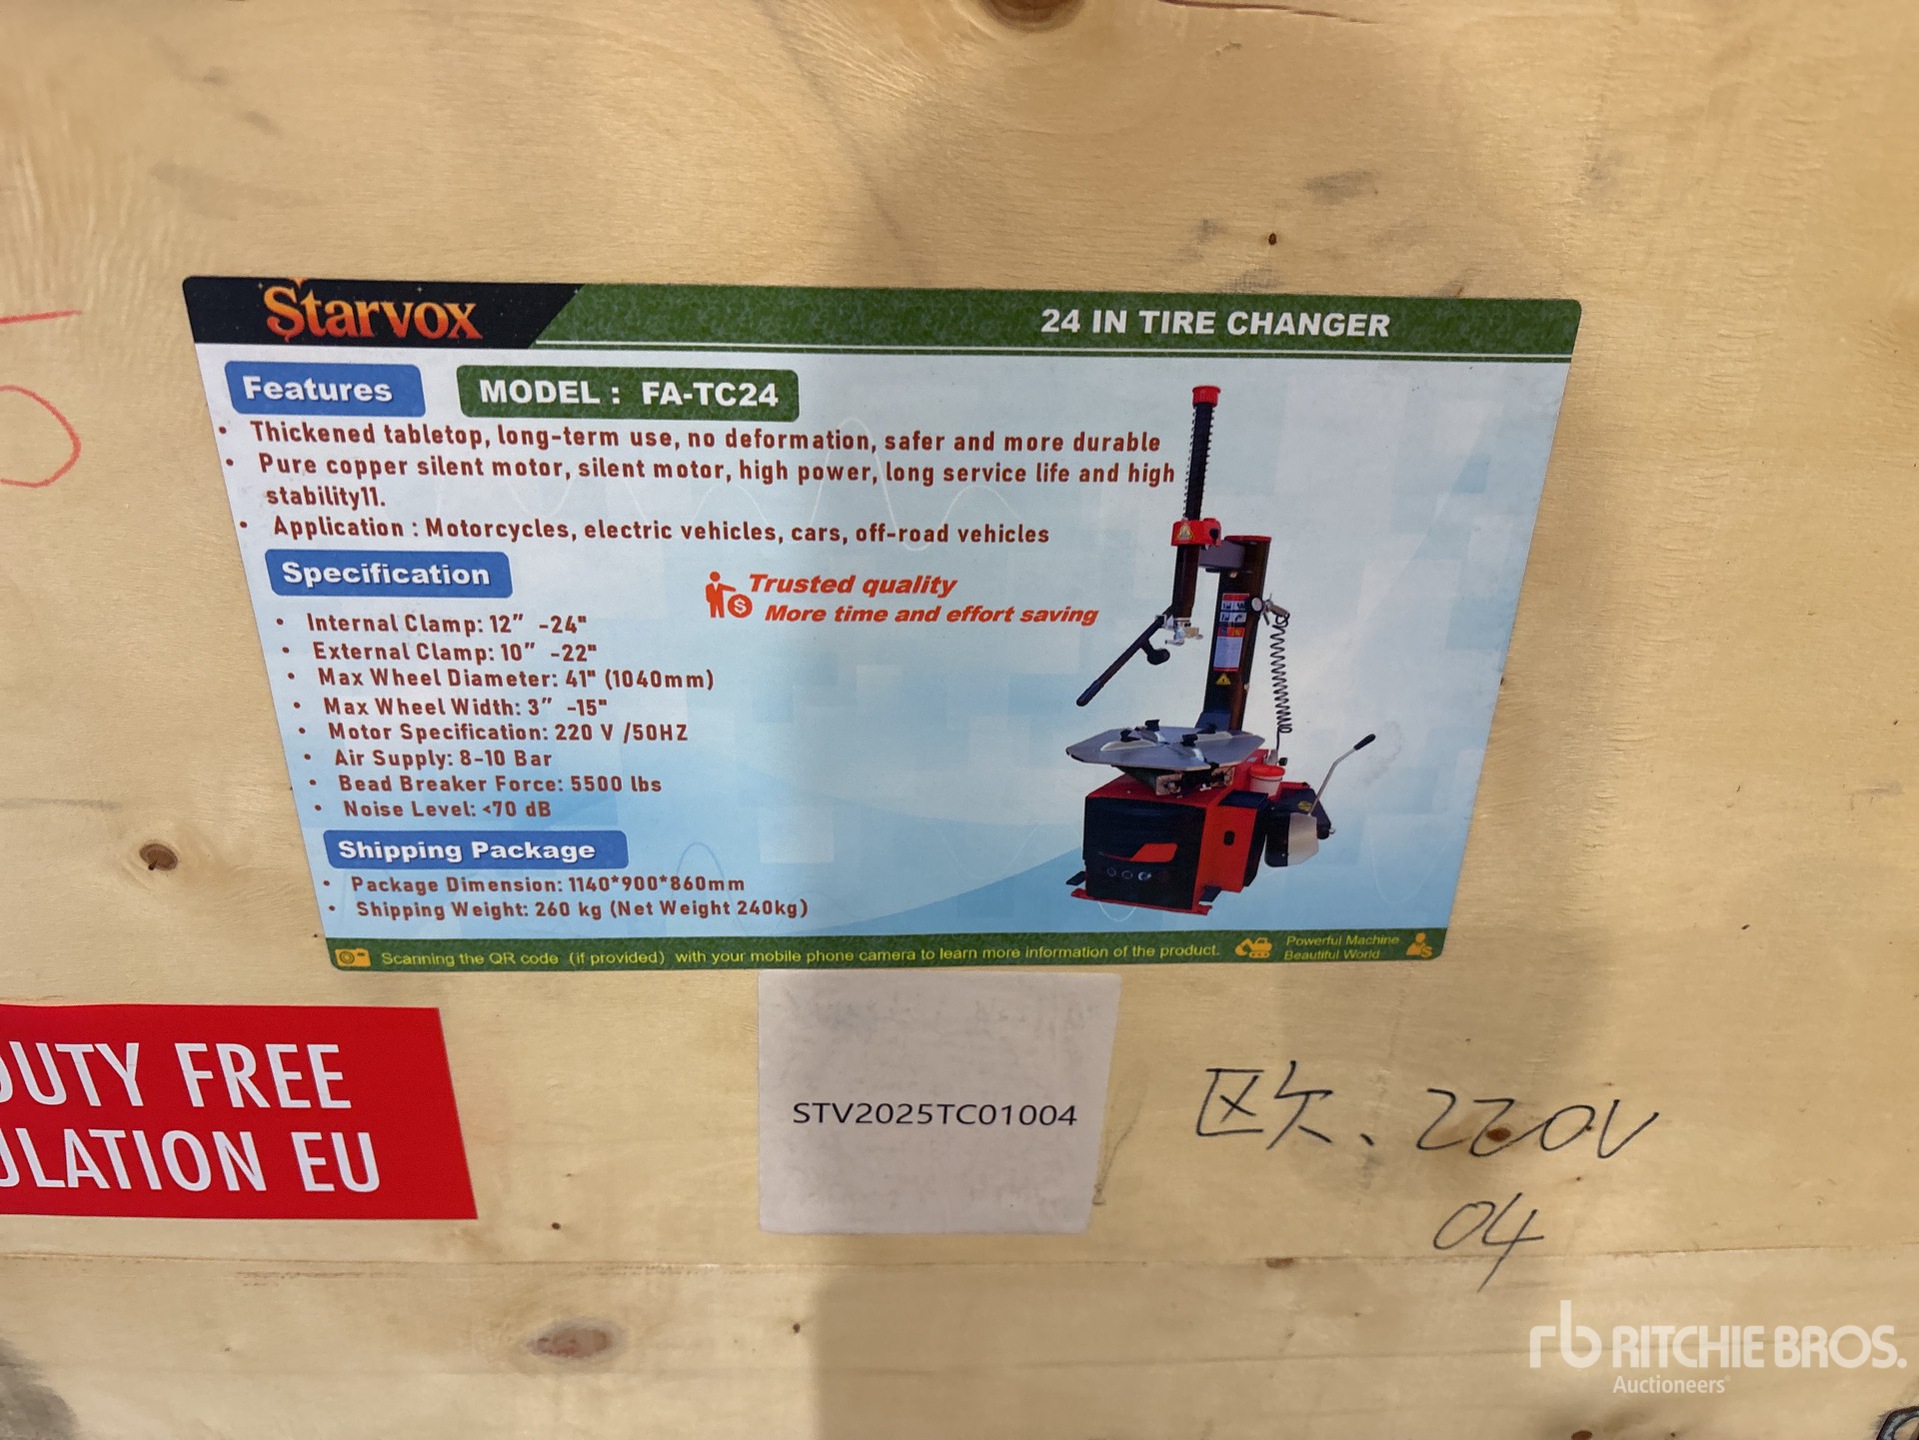 Starvox
24 IN TIRE CHANGER
Features
MODEL : FA-TC24
• Thickened tabletop, long-term use, no deformation, safer and more durable
• Pure copper silent motor, silent motor, high power, long service life and high
stability11.
• Application : Motorcycles, electric vehicles, cars, off-road vehicles
Specification
Trusted quality
More time and effort saving
• Internal Clamp: 12” -24"
• External Clamp: 10” -22"
• Max Wheel Diameter: 41" (1040mm)
• Max Wheel Width: 3” -15"
• Motor Specification: 220 V /50HZ
• Air Supply: 8-10 Bar
• Bead Breaker Force: 5500 lbs
• Noise Level: <70 dB
Shipping Package
• Package Dimension: 1140*900*860mm
• Shipping Weight: 260 kg (Net Weight 240kg)
Scanning the QR code (if provided) with your mobile phone camera to learn more information of the product.
Powerful Machine
Beautiful World
DUTY FREE
ULATION EU
STV2025TC01004
欧、220V
04
rb RITCHIE BROS.
Auctioneers